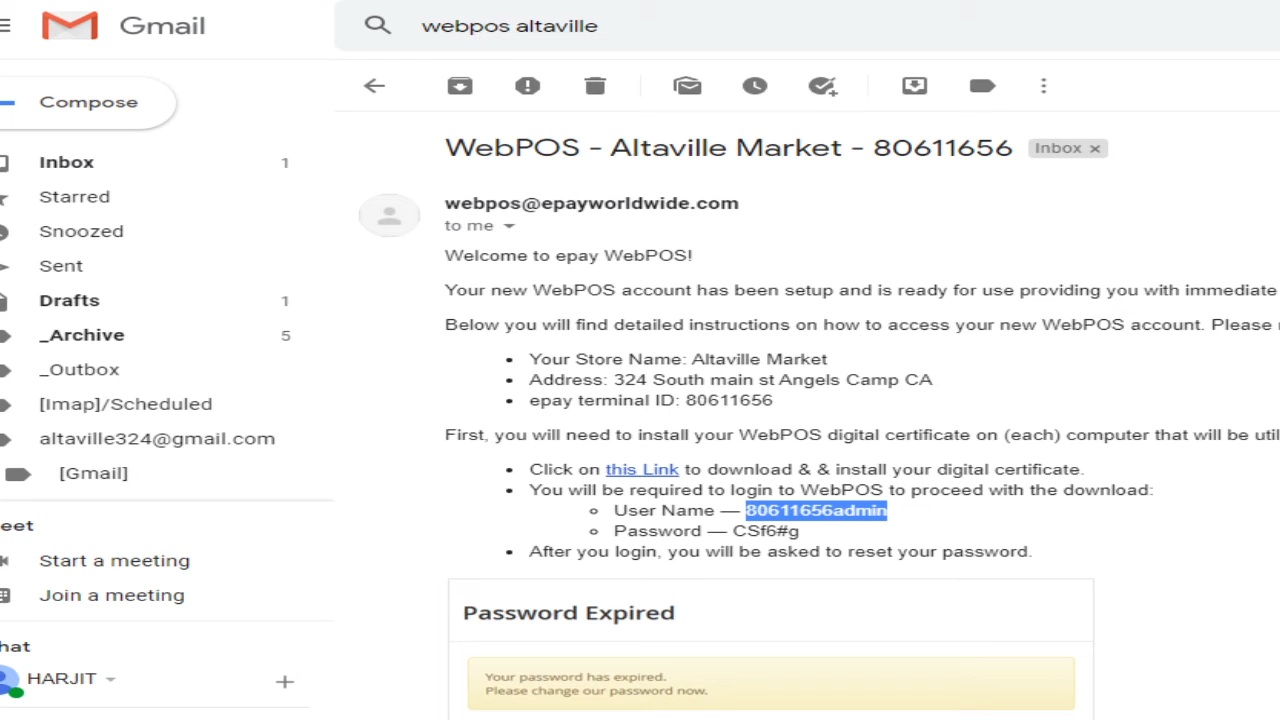 Gmail
webpos altaville
Compose
WebPOS - Altaville Market - 80611656 Inbox ×
Inbox 1
webpos@epayworldwide.com
Starred
to me
Snoozed
Welcome to epay WebPOS!
Sent
Your new WebPOS account has been setup and is ready for use providing you with immediate
Drafts 1
Below you will find detailed instructions on how to access your new WebPOS account. Please
_Archive 5
• Your Store Name: Altaville Market
_Outbox
• Address: 324 South main st Angels Camp CA
[Imap]/Scheduled
• epay terminal ID: 80611656
altaville324@gmail.com
First, you will need to install your WebPOS digital certificate on (each) computer that will be util
[Gmail]
• Click on this Link to download & & install your digital certificate.
• You will be required to login to WebPOS to proceed with the download:
○ User Name — 80611656admin
eet
○ Password — CSf6#g
• After you login, you will be asked to reset your password.
Start a meeting
Join a meeting
Password Expired
hat
HARJIT
Your password has expired.
Please change our password now.